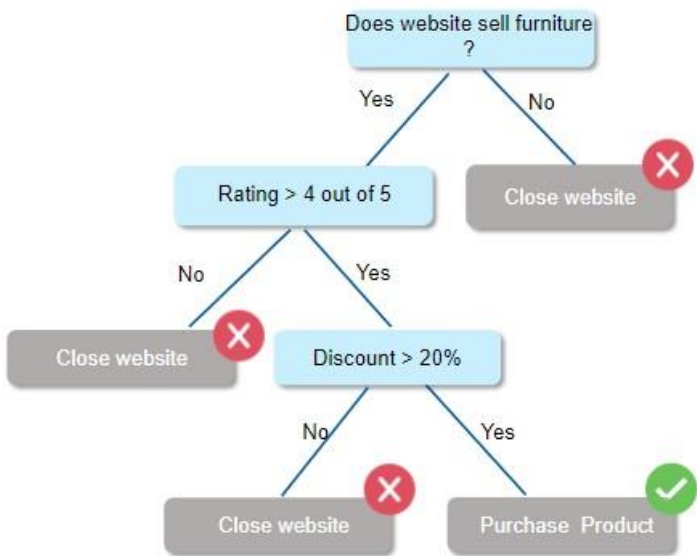 Does website sell furniture
?
Yes
No
Rating > 4 out of 5
Close website
No
Yes
Close website
Discount > 20%
No
Yes
Close website
Purchase Product